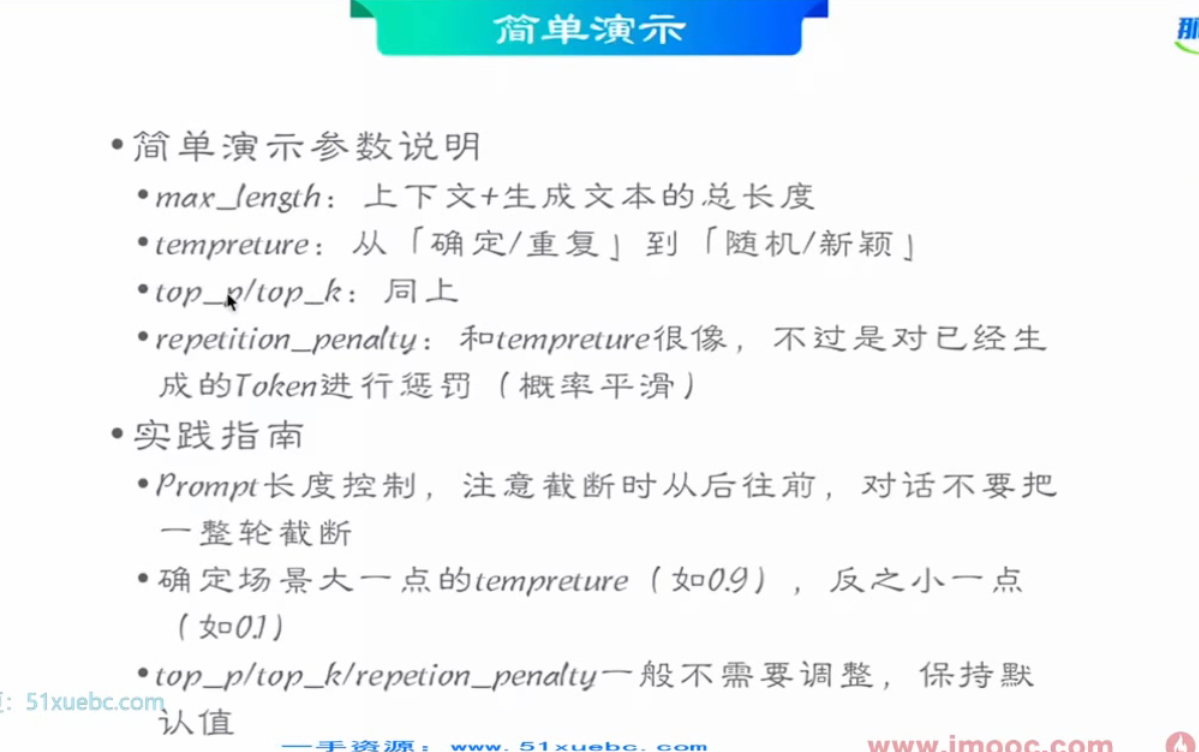 简单演示
•简单演示参数说明
•max_length：上下文+生成文本的总长度
•tempreture：从「确定/重复」到「随机/新颖」
•top_p/top_k：同上
•repetition_penalty：和tempreture很像，不过是对已经生
成的Token进行惩罚（概率平滑）
•实践指南
•Prompt长度控制，注意截断时从后往前，对话不要把
一整轮截断
•确定场景大一点的tempreture（如0.9），反之小一点
（如0.1）
•top_p/top_k/repetion_penalty一般不需要调整，保持默
认值
：51xuebc.com
一手资源：www.51xuebc.com
www.imooc.com